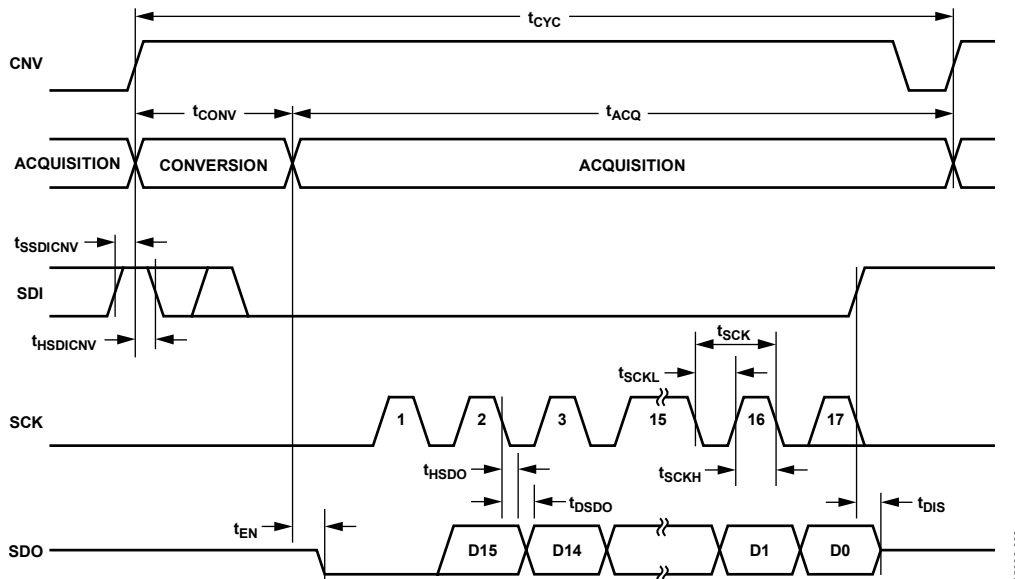 tCYC
CNV
tCONV
tACQ
ACQUISITION
CONVERSION
ACQUISITION
tSSDICNV
SDI
tHSDICNV
tSCK
tSCKL
SCK
1
2
3
15
16
17
tHSDO
tSCKH
tDSDO
tDIS
tEN
SDO
D15
D14
D1
D0